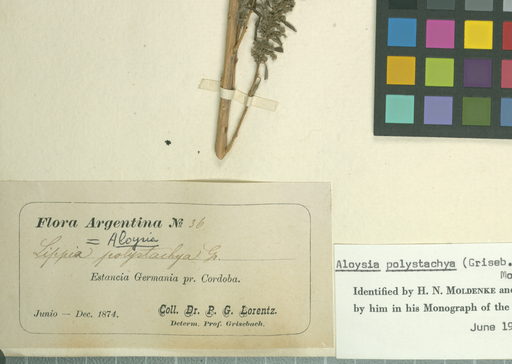 Flora Argentina № 36
= Aloysia
Lippia polystachya Gr.
Estancia Germania pr. Cordoba.
Junio — Dec. 1874.
Coll. Dr. P. G. Lorentz.
Determ. Prof. Grisebach.
Aloysia polystachya (Griseb.
Mo
Identified by H. N. MOLDENKE and
by him in his Monograph of the
June 19